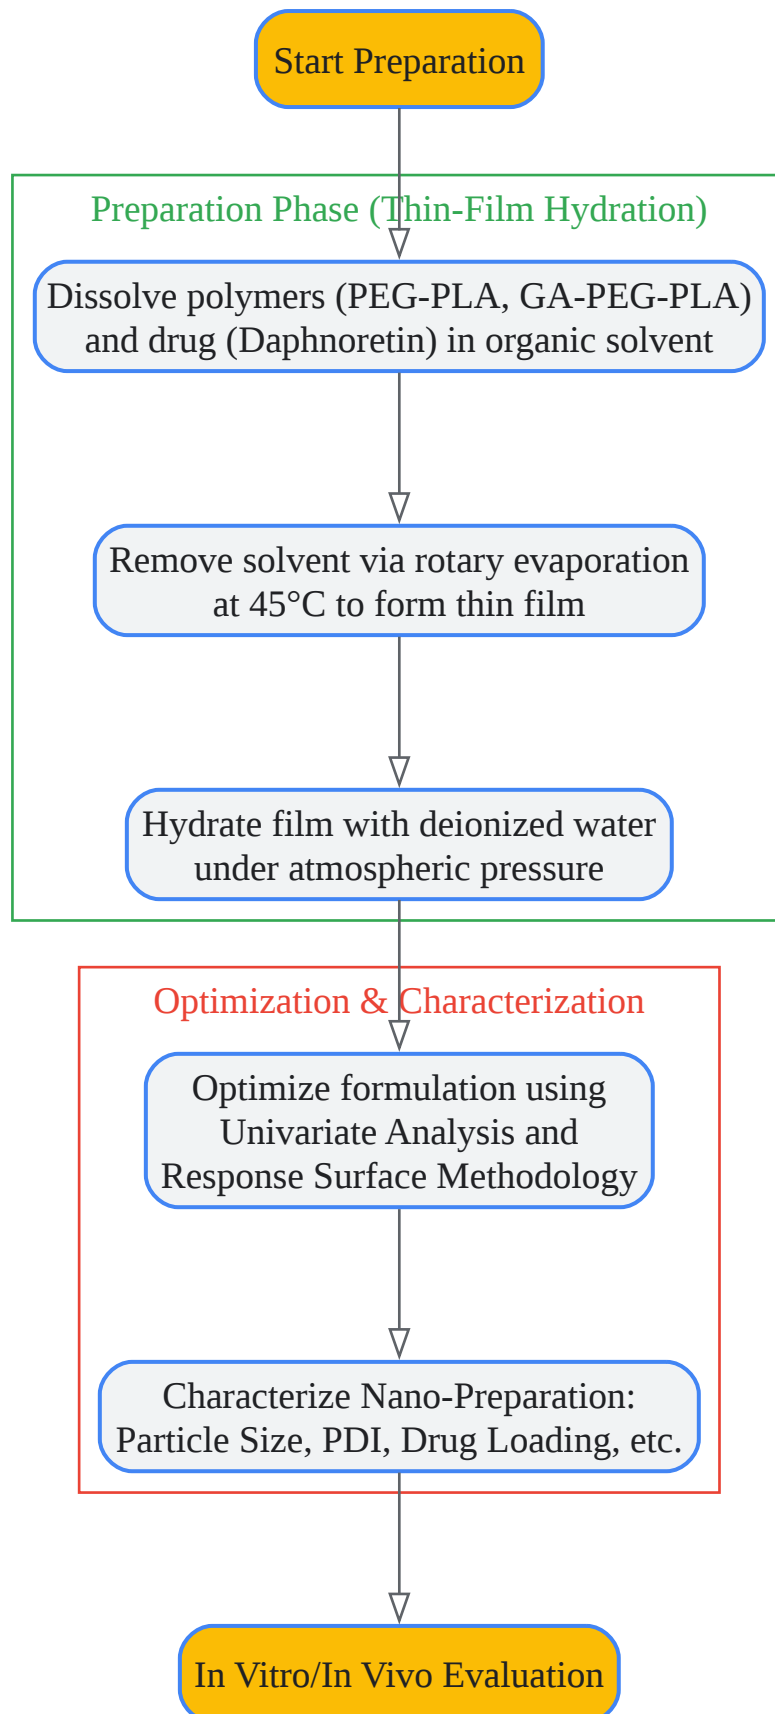 Start Preparation
Preparation Phase (Thin-Film Hydration)
Dissolve polymers (PEG-PLA, GA-PEG-PLA)
and drug (Daphnoretin) in organic solvent
Remove solvent via rotary evaporation
at 45°C to form thin film
Hydrate film with deionized water
under atmospheric pressure
Optimization & Characterization
Optimize formulation using
Univariate Analysis and
Response Surface Methodology
Characterize Nano-Preparation:
Particle Size, PDI, Drug Loading, etc.
In Vitro/In Vivo Evaluation